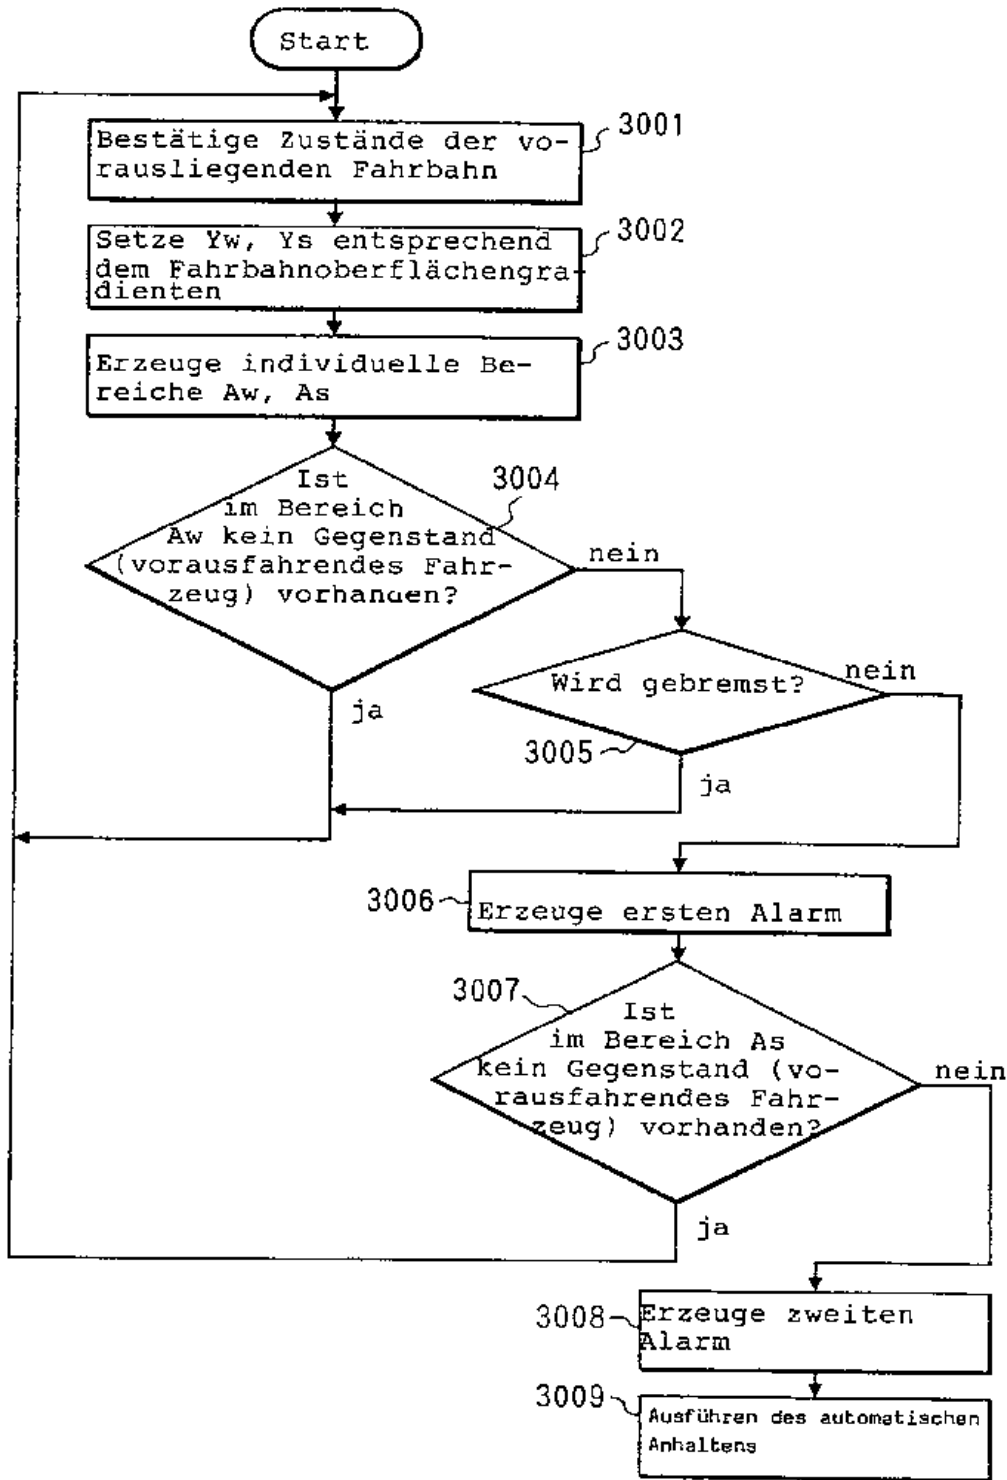 Start
3001
Bestätige Zustände der vo-
rausliegenden Fahrbahn
3002
Setze Yw, Ys entsprechend
dem Fahrbahnoberflächengra-
dienten
3003
Erzeuge individuelle Be-
reiche Aw, As
3004
Ist
im Bereich
Aw kein Gegenstand
(vorausfahrendes Fahr-
zeug) vorhanden?
nein
ja
Wird gebremst?
nein
3005
ja
3006
Erzeuge ersten Alarm
3007
Ist
im Bereich As
kein Gegenstand (vo-
rausfahrendes Fahr-
zeug) vorhanden?
nein
ja
3008
Erzeuge zweiten
Alarm
3009
Ausführen des automatischen
Anhaltens